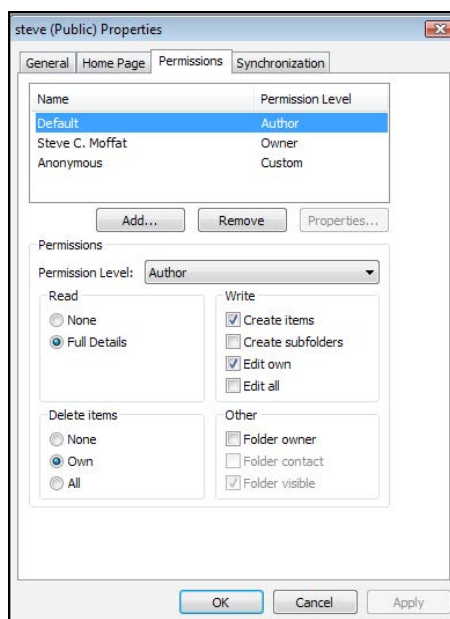 steve (Public) Properties
General Home Page Permissions Synchronization
Name Permission Level
Default Author
Steve C. Moffat Owner
Anonymous Custom
Add... Remove Properties...
Permissions
Permission Level: Author
Read Write
None Create items
Full Details Create subfolders
Edit own
Edit all
Delete items Other
None Folder owner
Own Folder contact
All Folder visible
OK Cancel Apply